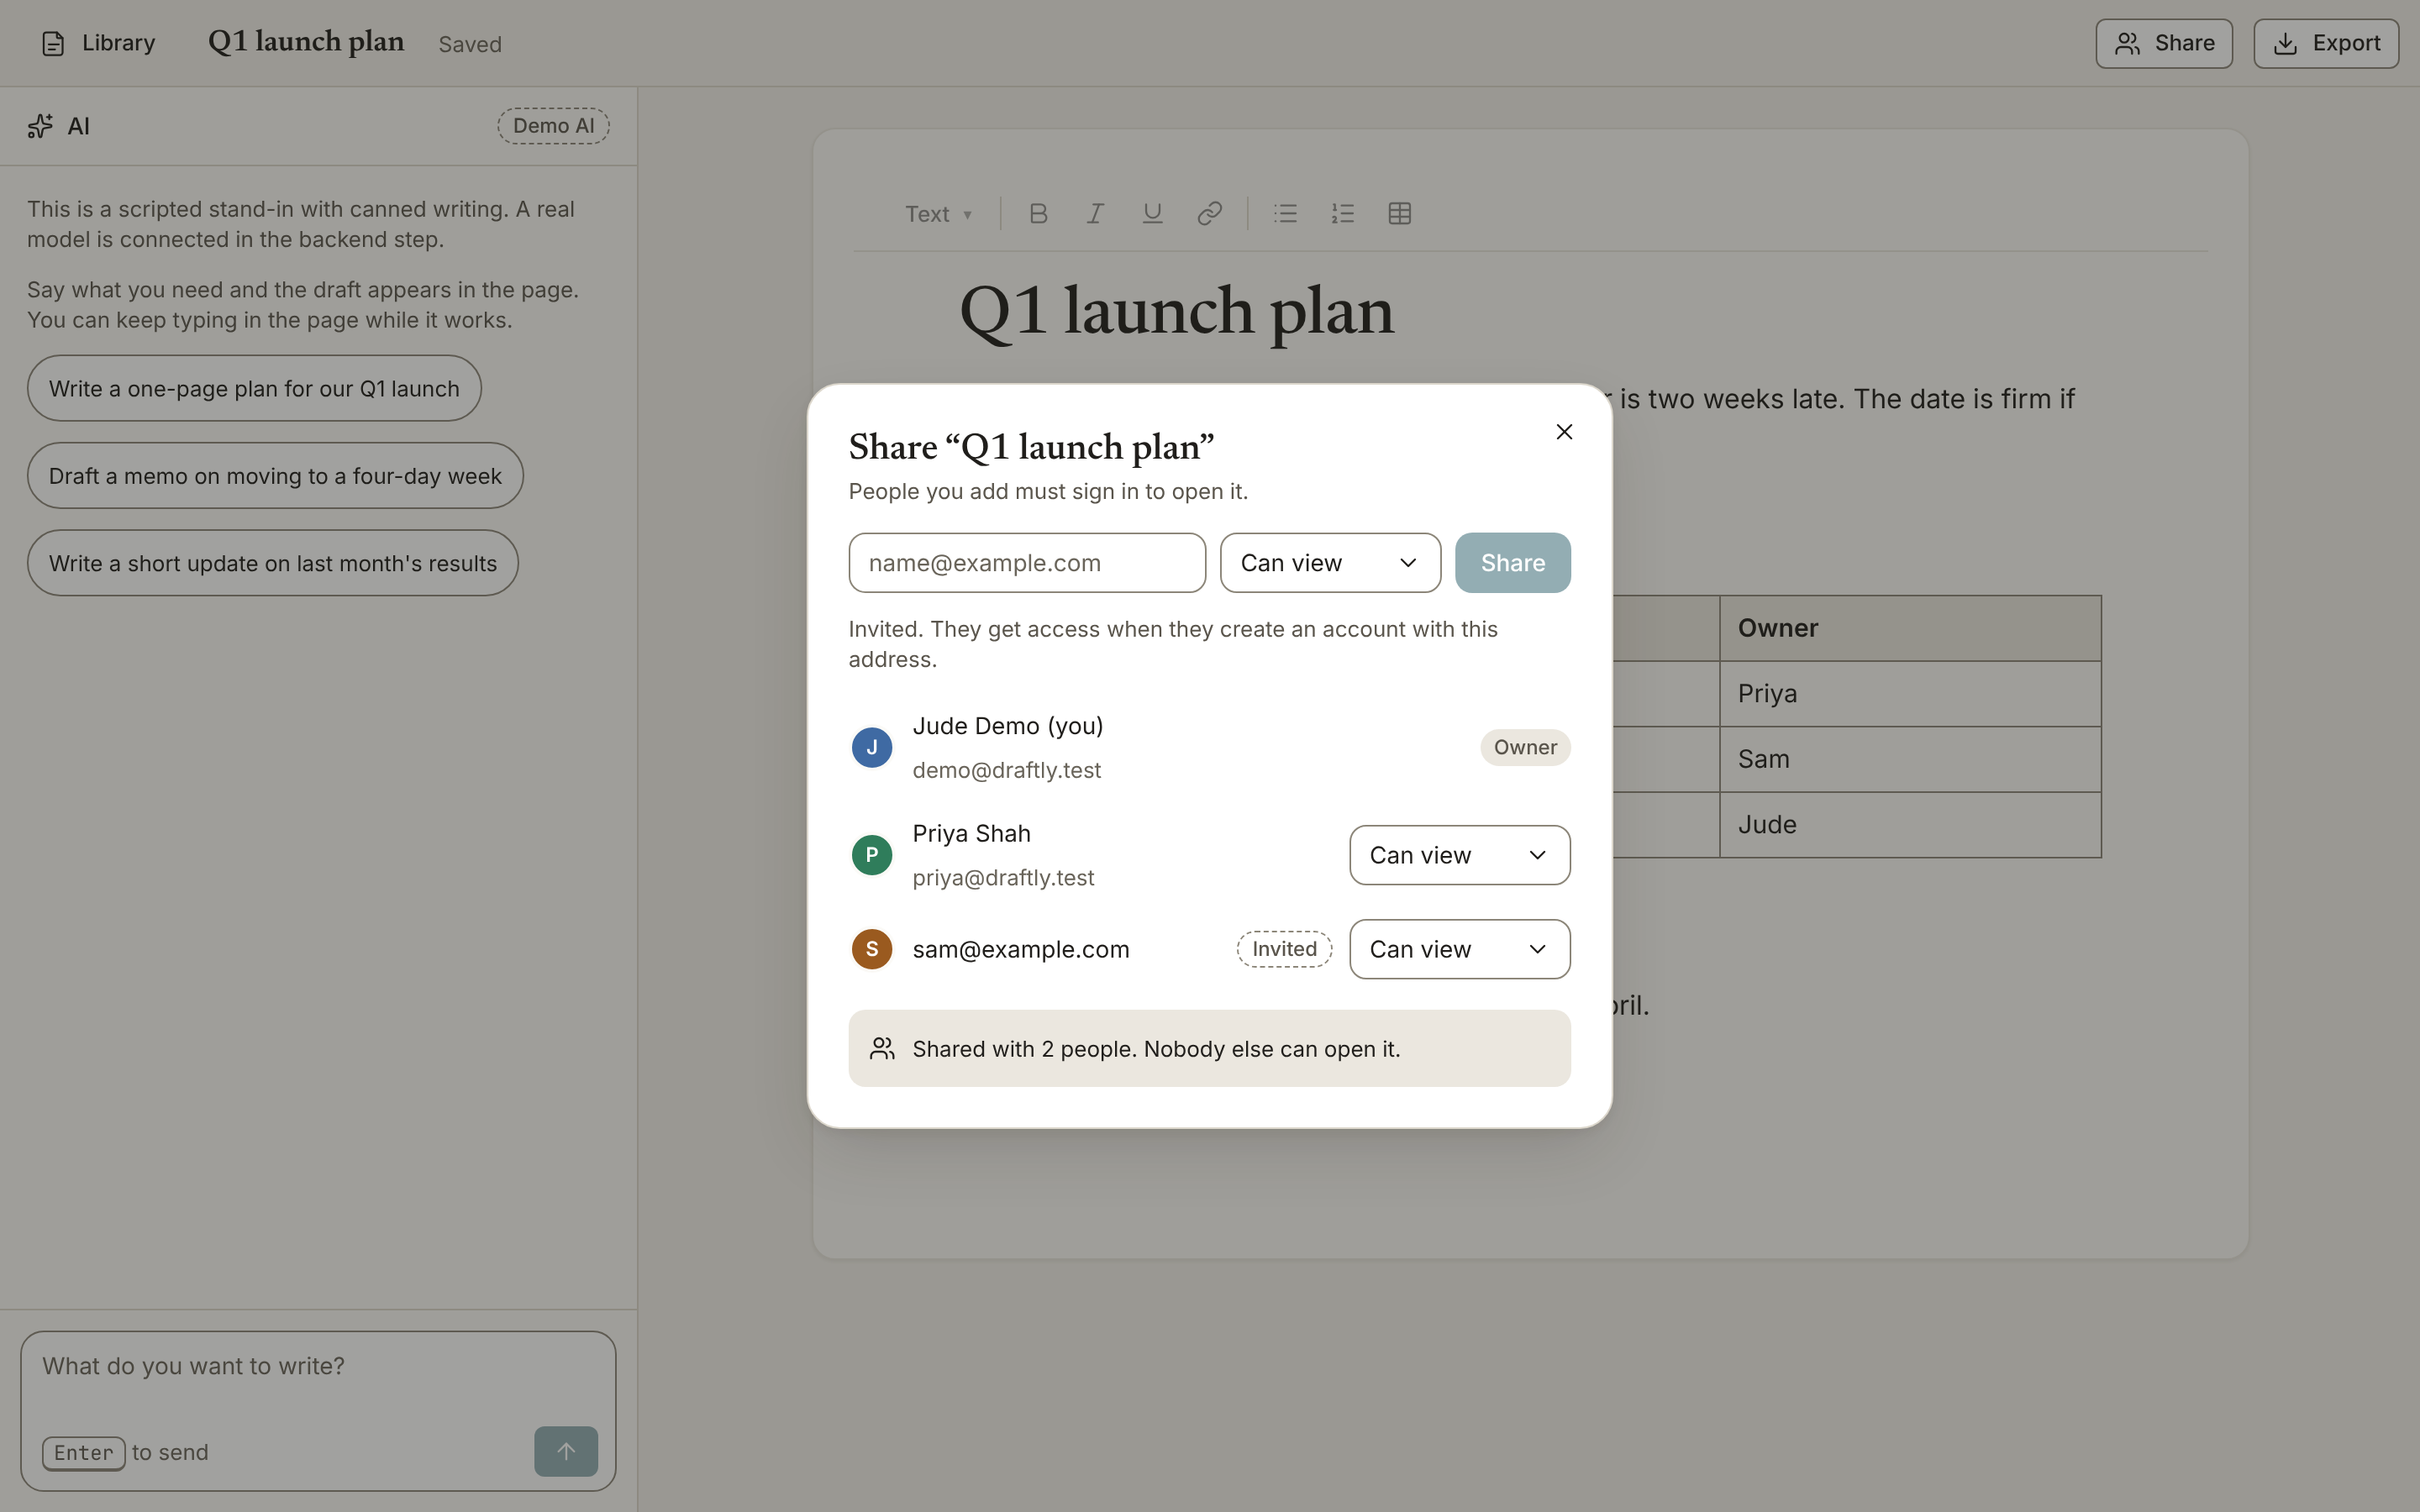 Library
Q1 launch plan
Saved
Share
Export
AI
Demo AI
This is a scripted stand-in with canned writing. A real
model is connected in the backend step.
Say what you need and the draft appears in the page.
You can keep typing in the page while it works.
Write a one-page plan for our Q1 launch
Draft a memo on moving to a four-day week
Write a short update on last month's results
What do you want to write?
Enter to send
Text
Q1 launch plan
is two weeks late. The date is firm if
Owner
Priya
Sam
Jude
Share “Q1 launch plan”
People you add must sign in to open it.
name@example.com
Can view
Share
Invited. They get access when they create an account with this
address.
J
Jude Demo (you)
demo@draftly.test
Owner
P
Priya Shah
priya@draftly.test
Can view
S
sam@example.com
Invited
Can view
Shared with 2 people. Nobody else can open it.